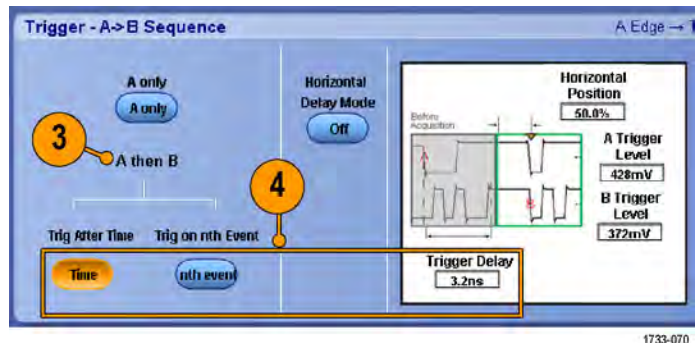 Trigger - A->B Sequence
A Edge →
A only
A only
3
A then B
4
Trig After Time
Trig on nth Event
Time
nth event
Horizontal
Delay Mode
Off
Horizontal
Position
50.0%
Before
Acquisition
A
B
A Trigger
Level
428mV
B Trigger
Level
372mV
Trigger Delay
3.2ns
1733-070